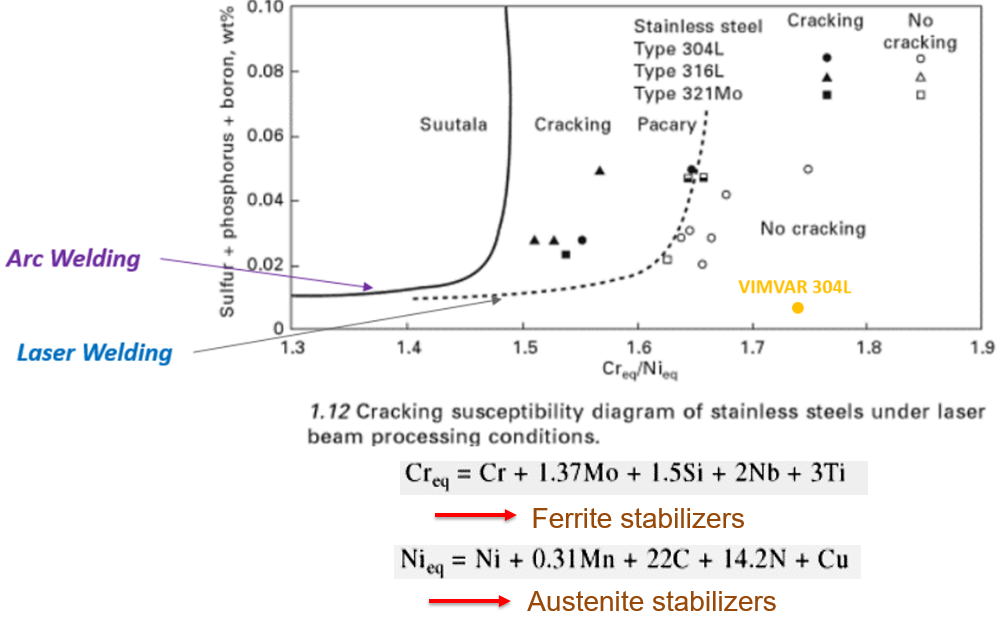 Sulfur + phosphorus + boron, wt%
0.10
0.08
0.06
0.04
0.02
0
Stainless steel
Type 304L
Type 316L
Type 321Mo
Cracking
No
cracking
Suutala
Cracking
Pacary
No cracking
VIMVAR 304L
Arc Welding
Laser Welding
1.3 1.4 1.5 1.6 1.7 1.8 1.9
Creq/Nieq
1.12 Cracking susceptibility diagram of stainless steels under laser
beam processing conditions.
Creq = Cr + 1.37Mo + 1.5Si + 2Nb + 3Ti
Ferrite stabilizers
Nieq = Ni + 0.31Mn + 22C + 14.2N + Cu
Austenite stabilizers